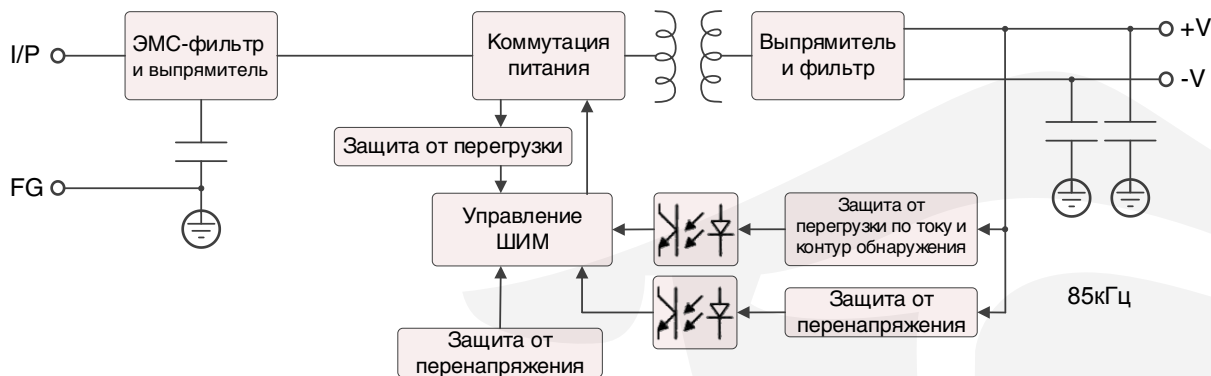 I/P
ЭМС-фильтр
и выпрямитель
Коммутация
питания
Выпрямитель
и фильтр
+V
-V
Защита от перегрузки
FG
Управление
ШИМ
Защита от
перегрузки по току и
контур обнаружения
Защита от
перенапряжения
85кГц
Защита от
перенапряжения